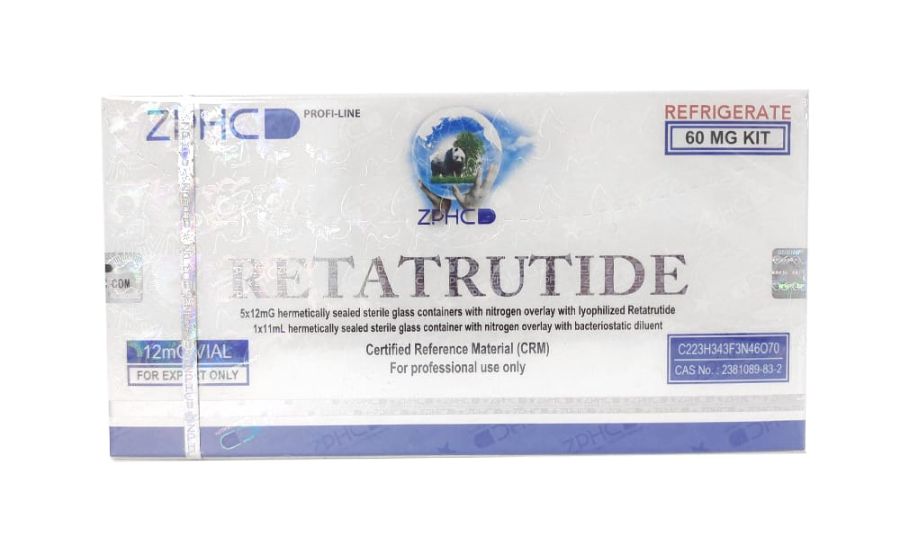 ZPHC PROFI-LINE
REFRIGERATE
60 MG KIT
ZPHC
RETATRUTIDE
5x12mG hermetically sealed sterile glass containers with nitrogen overlay with lyophilized Retatrutide
1x11mL hermetically sealed sterile glass container with nitrogen overlay with bacteriostatic diluent
Certified Reference Material (CRM)
For professional use only
.COM
12mG VIAL
FOR EXPORT ONLY
C223H343F3N46O70
CAS No.: 2381089-83-2
ZPHC
ZPHC